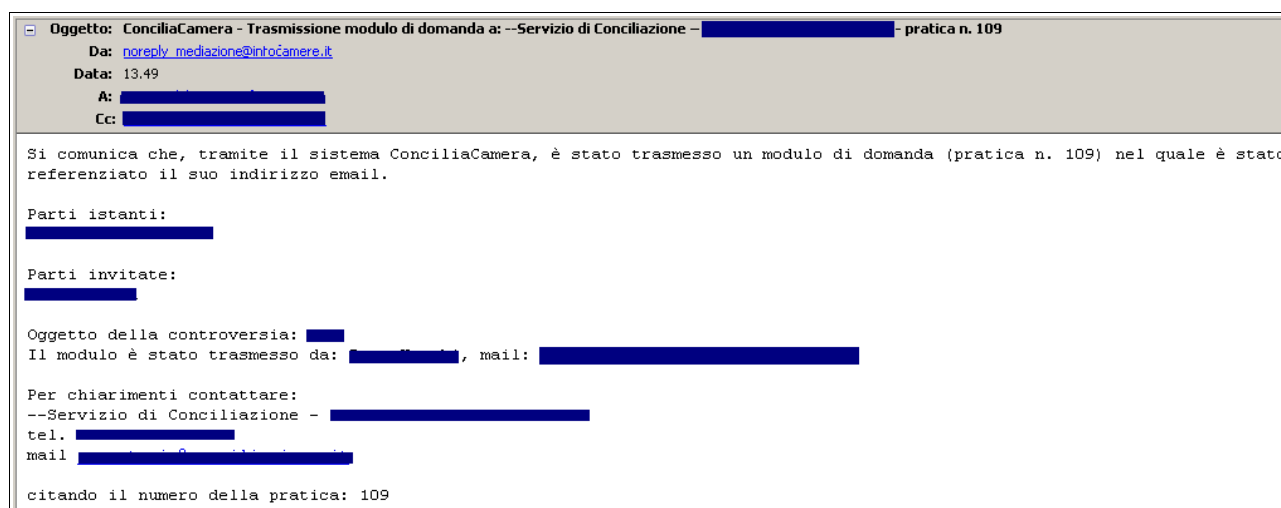 Oggetto: ConciliaCamera - Trasmissione modulo di domanda a: --Servizio di Conciliazione – - pratica n. 109
Da: noreply_mediazione@infocamere.it
Data: 13.49
A:
Cc:
Si comunica che, tramite il sistema ConciliaCamera, è stato trasmesso un modulo di domanda (pratica n. 109) nel quale è stato
referenziato il suo indirizzo email.
Parti istanti:
Parti invitate:
Oggetto della controversia:
Il modulo è stato trasmesso da: , mail:
Per chiarimenti contattare:
--Servizio di Conciliazione -
tel.
mail
citando il numero della pratica: 109